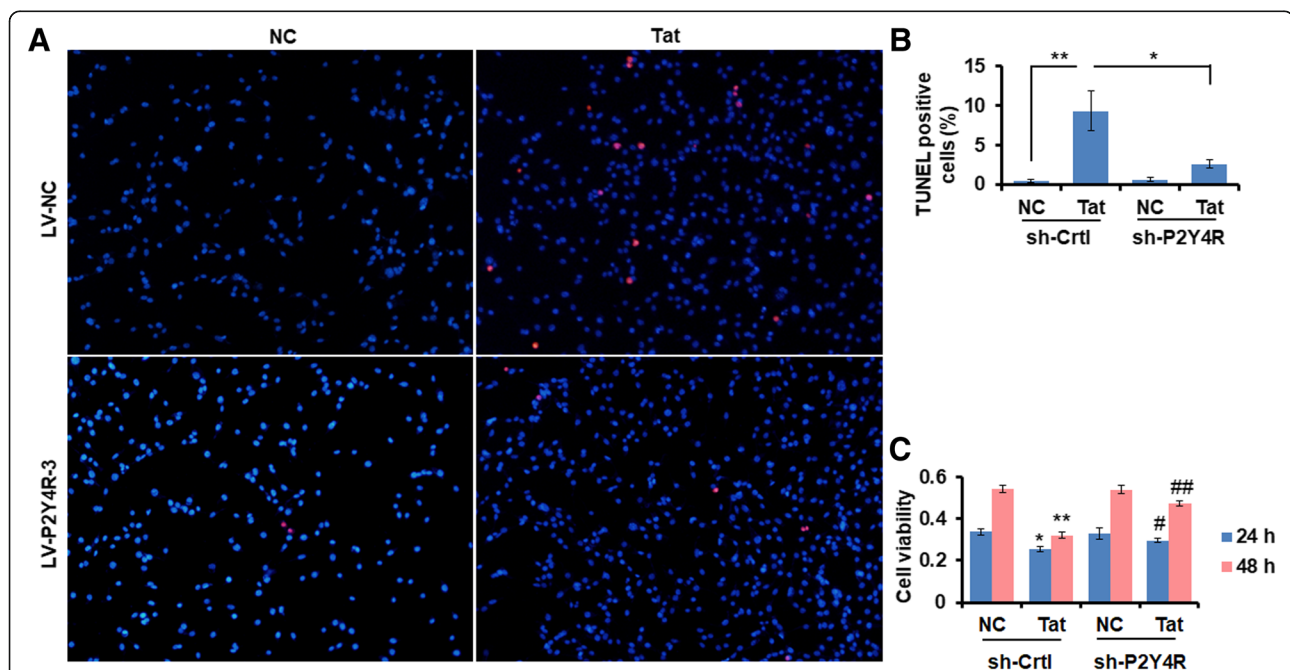 A
NC
Tat
LV-NC
LV-P2Y4R-3
B
TUNEL positive
cells (%)
15
10
5
0
**
*
NC
Tat
NC
Tat
sh-Crtl
sh-P2Y4R
C
Cell viability
0.6
0.4
0.2
0
*
**
#
##
24 h
48 h
NC
Tat
NC
Tat
sh-Crtl
sh-P2Y4R